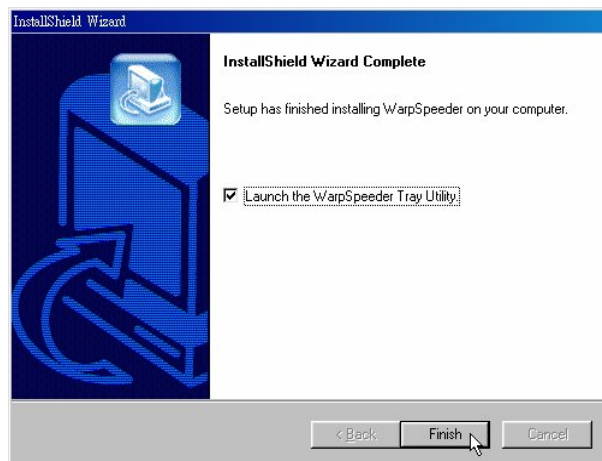 InstallShield Wizard
InstallShield Wizard Complete
Setup has finished installing WarpSpeeder on your computer.
Launch the WarpSpeeder Tray Utility.
< Back
Finish
Cancel